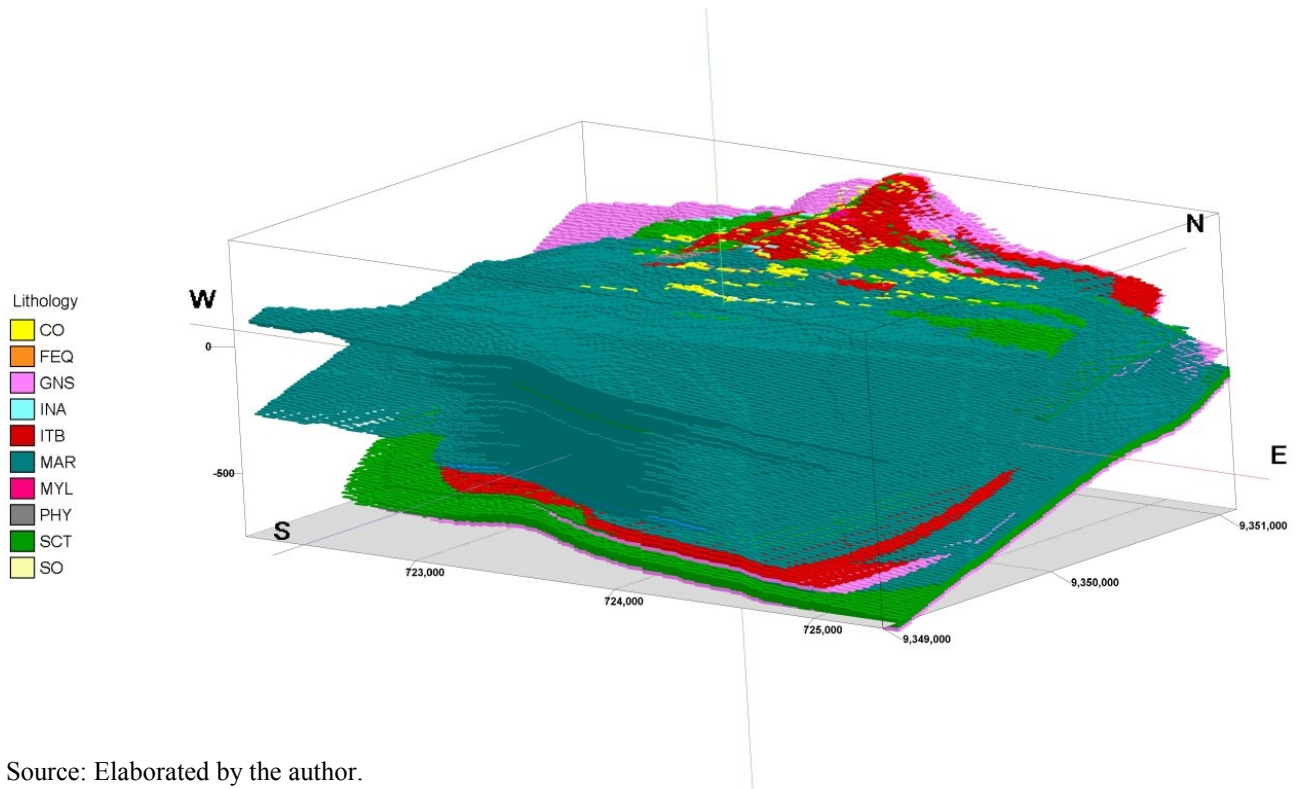 N
W
Lithology
CO
FEQ
GNS
INA
ITB
MAR
MYL
PHY
SCT
SO
0
-500
E
S
9,351,000
9,350,000
9,349,000
723,000
724,000
725,000
Source: Elaborated by the author.